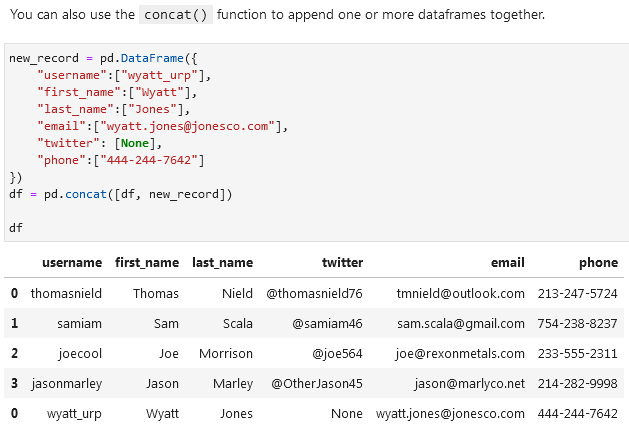 You can also use the concat() function to append one or more dataframes together.
new_record = pd.DataFrame({
    "username":["wyatt_urp"],
    "first_name":["Wyatt"],
    "last_name":["Jones"],
    "email":["wyatt.jones@jonesco.com"],
    "twitter": [None],
    "phone":["444-244-7642"]
})
df = pd.concat([df, new_record])
df
username first_name last_name twitter email phone
0 thomasnield Thomas Nield @thomasnield76 tmnield@outlook.com 213-247-5724
1 samiam Sam Scala @samiam46 sam.scala@gmail.com 754-238-8237
2 joecool Joe Morrison @joe564 joe@rexonmetals.com 233-555-2311
3 jasonmarley Jason Marley @OtherJason45 jason@marlyco.net 214-282-9998
0 wyatt_urp Wyatt Jones None wyatt.jones@jonesco.com 444-244-7642